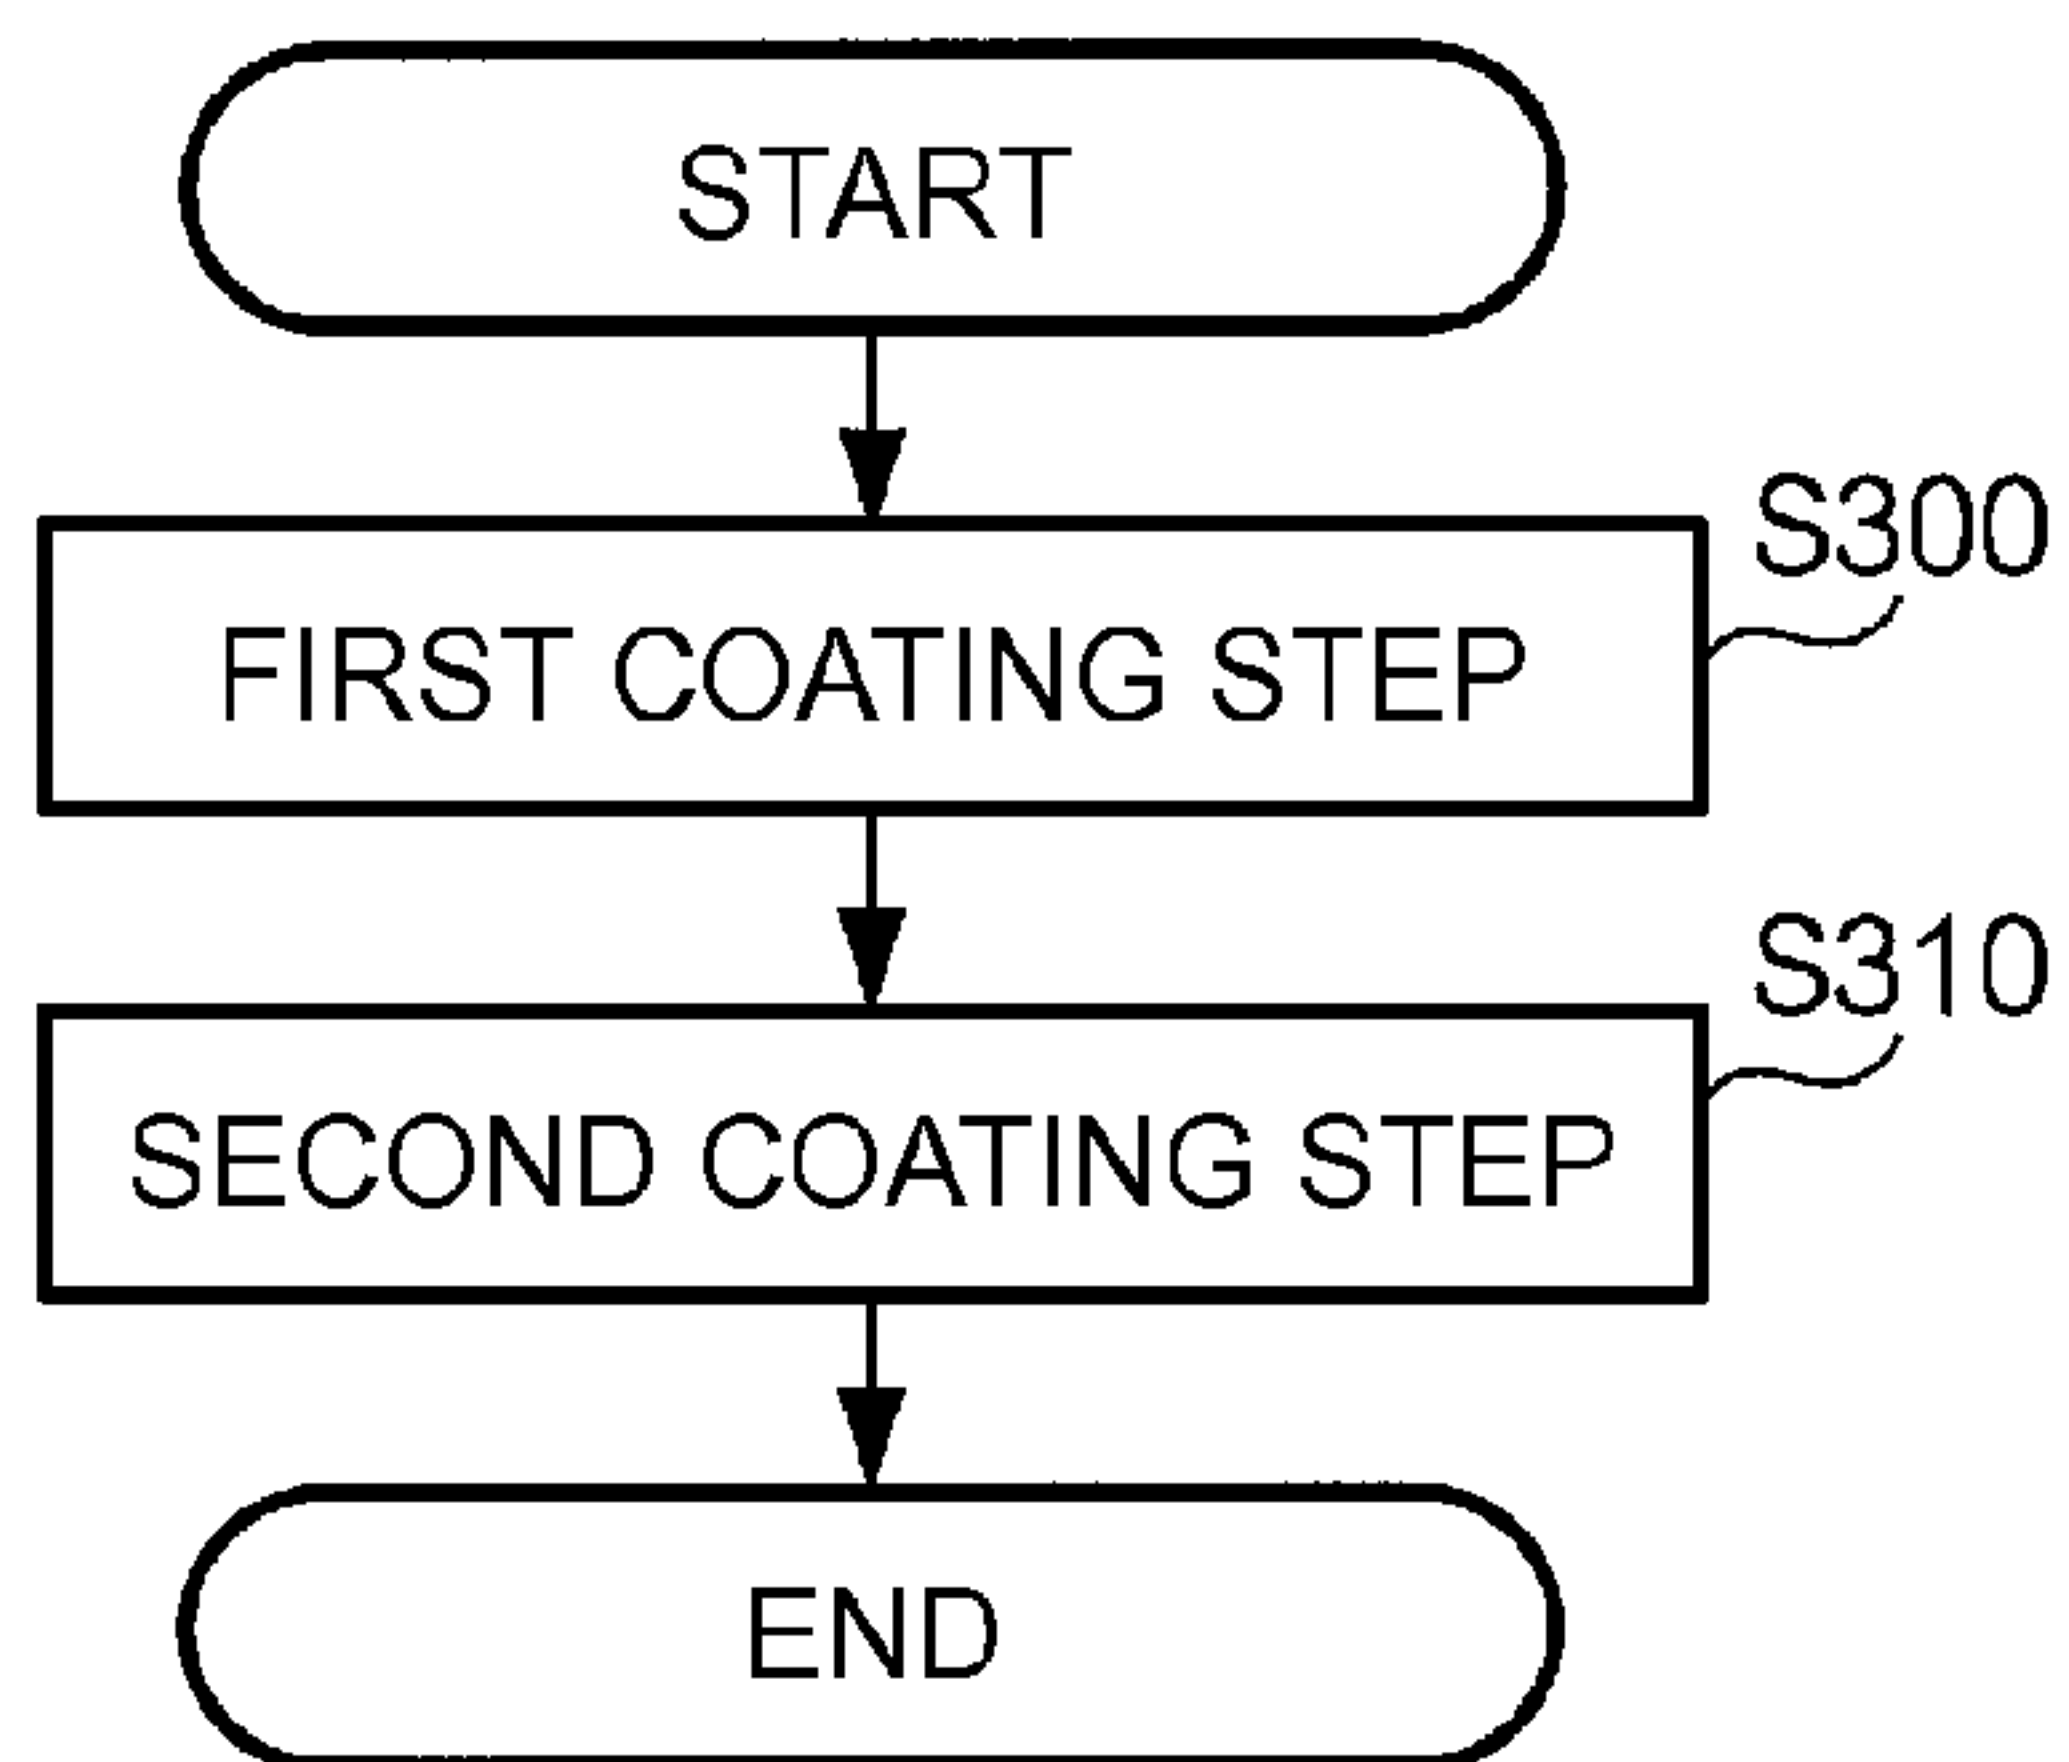 START
S300
FIRST COATING STEP
S310
SECOND COATING STEP
END